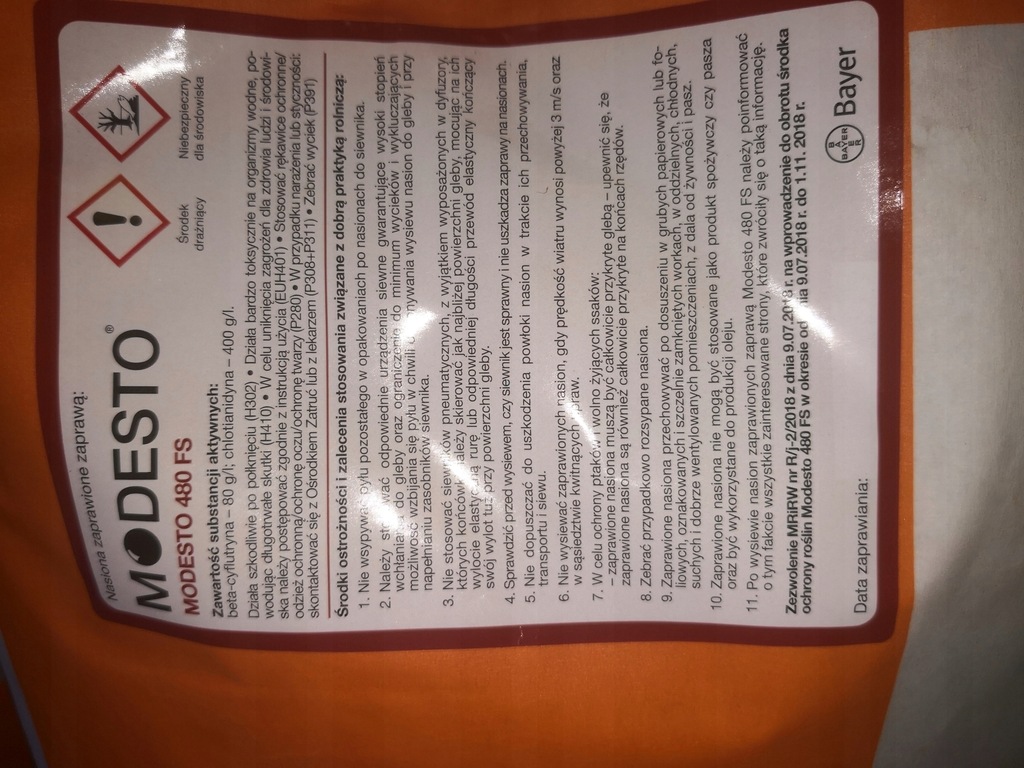 Nasiona zaprawione zaprawą:
MODESTO®
MODESTO 480 FS
Środek
drażniący
Niebezpieczny
dla środowiska
Zawartość substancji aktywnych:
beta-cyflutryna – 80 g/l; chlotianidyna – 400 g/l.
Działa szkodliwie po połknięciu (H302) • Działa bardzo toksycznie na organizmy wodne, po-
wodując długotrwałe skutki (H410) • W celu uniknięcia zagrożeń dla zdrowia ludzi i środowi-
ska należy postępować zgodnie z instrukcją użycia (EUH401) • Stosować rękawice ochronne/
odzież ochronną/ochronę oczu/ochronę twarzy (P280) • W przypadku narażenia lub styczności:
skontaktować się z Ośrodkiem Zatruć lub z lekarzem (P308+P311) • Zebrać wyciek (P391)
Środki ostrożności i zalecenia stosowania związane z dobrą praktyką rolniczą:
1. Nie wsypywać pyłu pozostałego w opakowaniach po nasionach do siewnika.
2. Należy stosować odpowiednie urządzenia siewne gwarantujące wysoki stopień
wchłaniania do gleby oraz ograniczenie do minimum wycieków i wykluczających
możliwość wzbijania się pyłu w chwili dokonywania wysiewu nasion do gleby i przy
napełnianiu zasobników siewnika.
3. Nie stosować siewników pneumatycznych, z wyjątkiem wyposażonych w dyfuzory,
których końcówki należy skierować jak najbliżej powierzchni gleby, mocując na ich
wylocie elastyczną rurę lub odpowiedniej długości przewód elastyczny kończący
swój wylot tuż przy powierzchni gleby.
4. Sprawdzić przed wysiewem, czy siewnik jest sprawny i nie uszkadza zaprawy na nasionach.
5. Nie dopuszczać do uszkodzenia powłoki nasion w trakcie ich przechowywania,
transportu i siewu.
6. Nie wysiewać zaprawionych nasion, gdy prędkość wiatru wynosi powyżej 3 m/s oraz
w sąsiedztwie kwitnących upraw.
7. W celu ochrony ptaków i wolno żyjących ssaków:
– zaprawione nasiona muszą być całkowicie przykryte glebą – upewnić się, że
zaprawione nasiona są również całkowicie przykryte na końcach rzędów.
8. Zebrać przypadkowo rozsypane nasiona.
9. Zaprawione nasiona przechowywać po dosuszeniu w grubych papierowych lub fo-
liowych, oznakowanych i szczelnie zamkniętych workach, w oddzielnych, chłodnych,
suchych i dobrze wentylowanych pomieszczeniach, z dala od żywności i pasz.
10. Zaprawione nasiona nie mogą być stosowane jako produkt spożywczy czy pasza
oraz być wykorzystane do produkcji oleju.
11. Po wysiewie nasion zaprawionych zaprawą Modesto 480 FS należy poinformować
o tym fakcie wszystkie zainteresowane strony, które zwróciły się o taką informację.
Zezwolenie MRiRW nr R/j-2/2018 z dnia 9.07.2018 r. na wprowadzenie do obrotu środka
ochrony roślin Modesto 480 FS w okresie od dnia 9.07.2018 r. do 11.11. 2018 r.
Data zaprawiania:
BAYER
Bayer